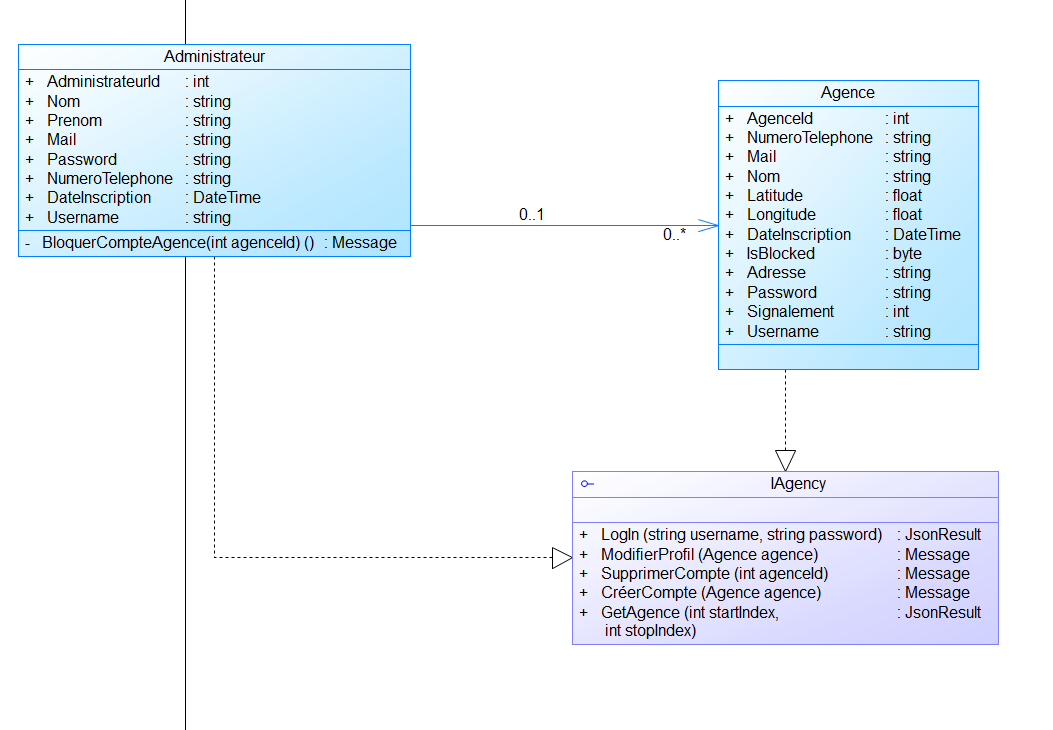 Administrateur
+ AdministrateurId : int
+ Nom : string
+ Prenom : string
+ Mail : string
+ Password : string
+ NumeroTelephone : string
+ DateInscription : DateTime
+ Username : string
- BloquerCompteAgence(int agenceId) () : Message
0..1
0..*
Agence
+ AgenceId : int
+ NumeroTelephone : string
+ Mail : string
+ Nom : string
+ Latitude : float
+ Longitude : float
+ DateInscription : DateTime
+ IsBlocked : byte
+ Adresse : string
+ Password : string
+ Signalement : int
+ Username : string
IAgency
+ LogIn (string username, string password) : JsonResult
+ ModifierProfil (Agence agence) : Message
+ SupprimerCompte (int agenceId) : Message
+ CréerCompte (Agence agence) : Message
+ GetAgence (int startIndex, : JsonResult
int stopIndex)